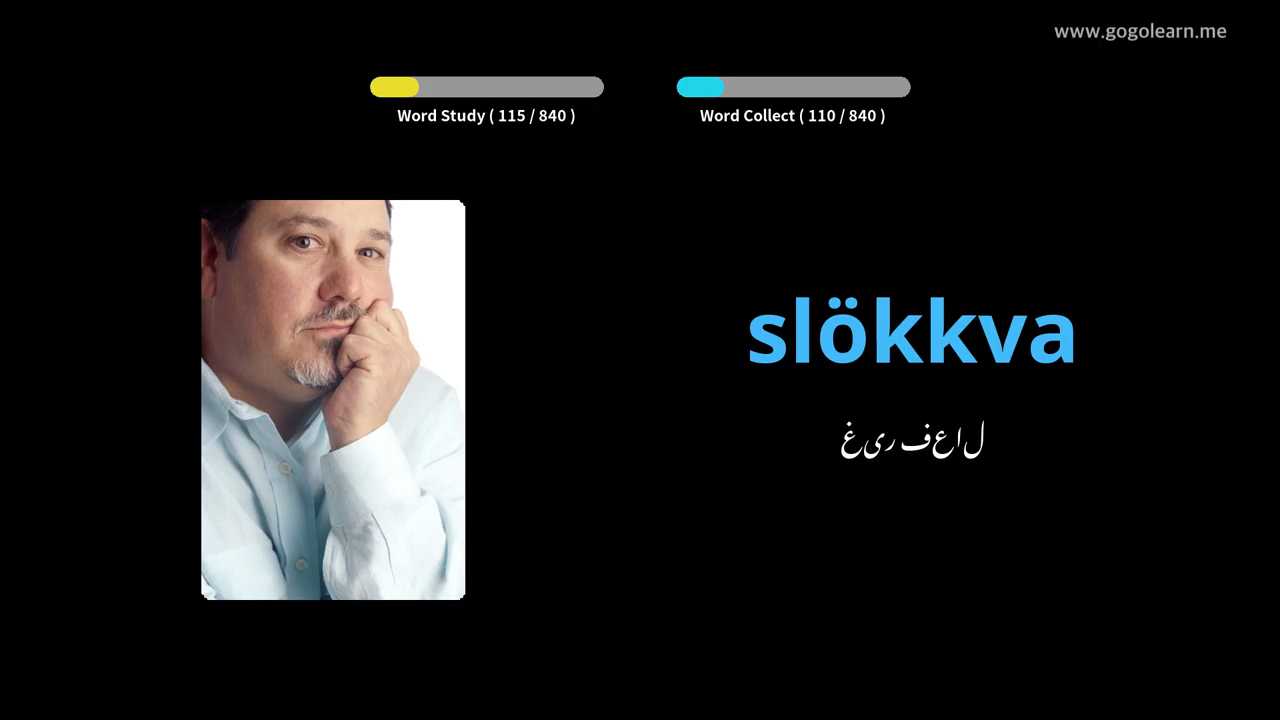 www.gogolearn.me
Word Study ( 115 / 840 )
Word Collect ( 110 / 840 )
slökkva
غیر فعال